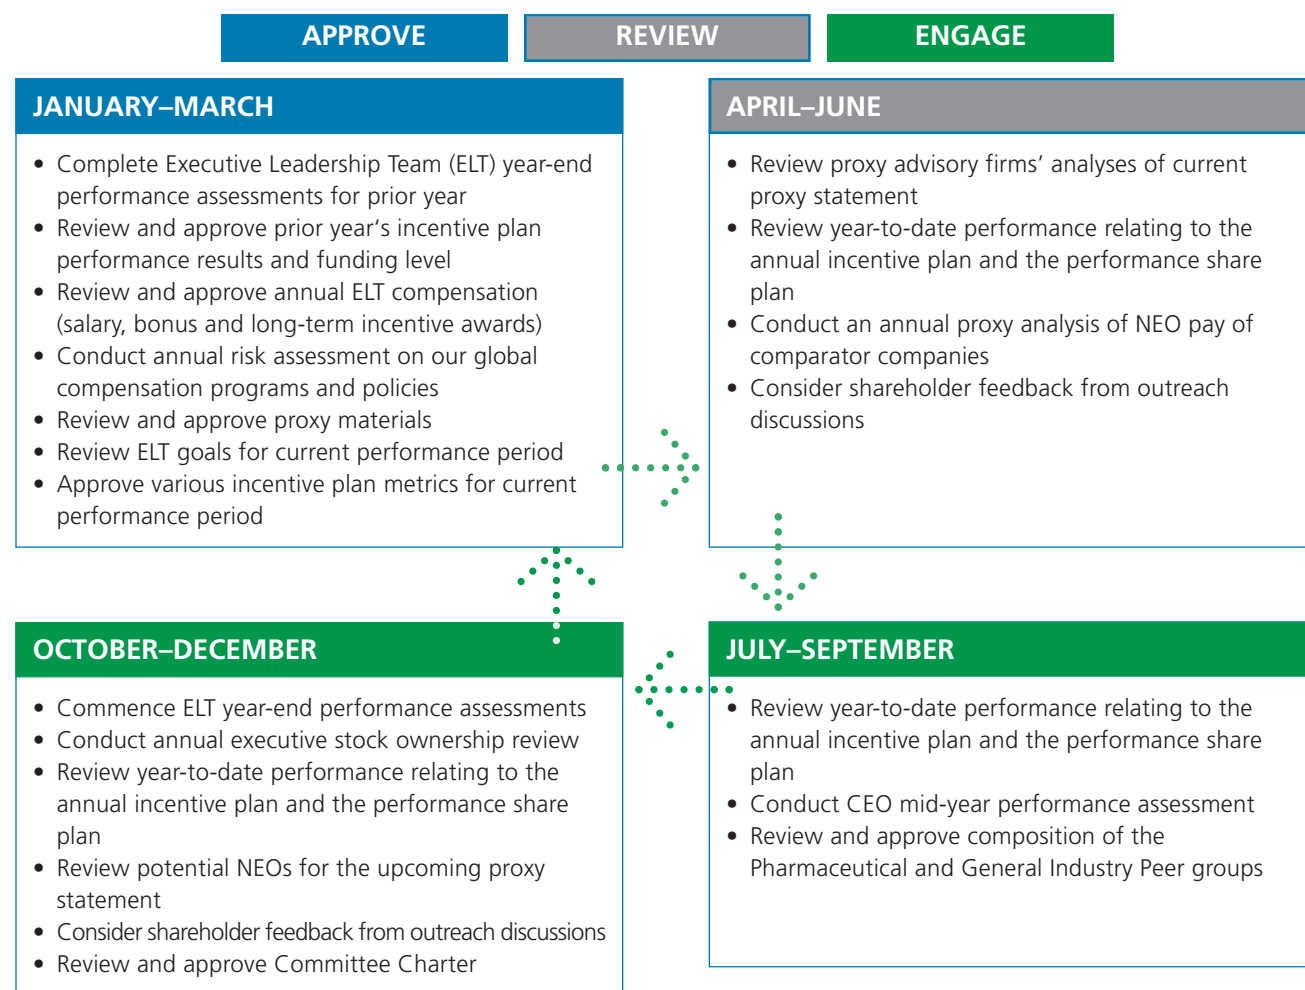 APPROVE
REVIEW
ENGAGE
JANUARY–MARCH
• Complete Executive Leadership Team (ELT) year-end
performance assessments for prior year
• Review and approve prior year’s incentive plan
performance results and funding level
• Review and approve annual ELT compensation
(salary, bonus and long-term incentive awards)
• Conduct annual risk assessment on our global
compensation programs and policies
• Review and approve proxy materials
• Review ELT goals for current performance period
• Approve various incentive plan metrics for current
performance period
APRIL–JUNE
• Review proxy advisory firms’ analyses of current
proxy statement
• Review year-to-date performance relating to the
annual incentive plan and the performance share
plan
• Conduct an annual proxy analysis of NEO pay of
comparator companies
• Consider shareholder feedback from outreach
discussions
JULY–SEPTEMBER
• Review year-to-date performance relating to the
annual incentive plan and the performance share
plan
• Conduct CEO mid-year performance assessment
• Review and approve composition of the
Pharmaceutical and General Industry Peer groups
OCTOBER–DECEMBER
• Commence ELT year-end performance assessments
• Conduct annual executive stock ownership review
• Review year-to-date performance relating to the
annual incentive plan and the performance share
plan
• Review potential NEOs for the upcoming proxy
statement
• Consider shareholder feedback from outreach discussions
• Review and approve Committee Charter